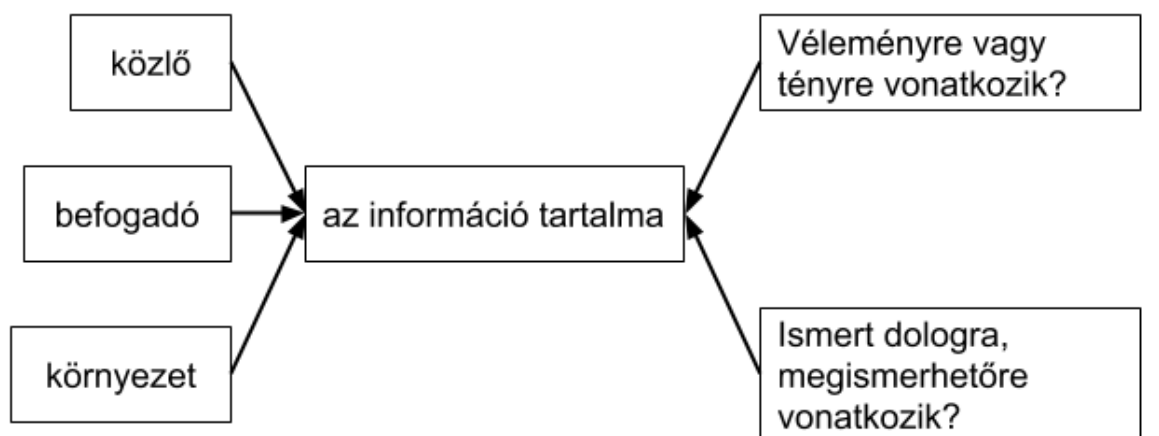 közlő
befogadó
környezet
az információ tartalma
Véleményre vagy
tényre vonatkozik?
Ismert dologra,
megismerhetőre
vonatkozik?